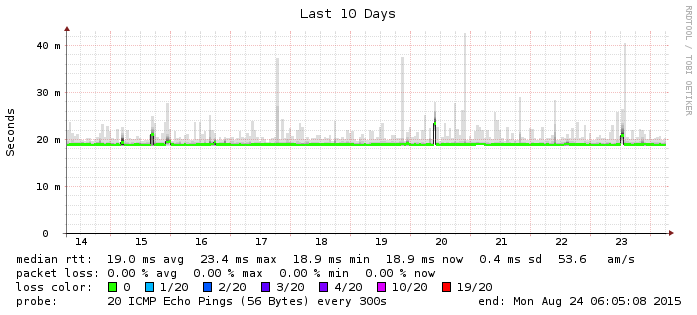 Last 10 Days
RRDTOOL / TOBI OETIKER
Seconds
40 m
30 m
20 m
10 m
0
14 15 16 17 18 19 20 21 22 23
median rtt: 19.0 ms avg 23.4 ms max 18.9 ms min 18.9 ms now 0.4 ms sd 53.6 am/s
packet loss: 0.00 % avg 0.00 % max 0.00 % min 0.00 % now
loss color: 0 1/20 2/20 3/20 4/20 10/20 19/20
probe: 20 ICMP Echo Pings (56 Bytes) every 300s end: Mon Aug 24 06:05:08 2015